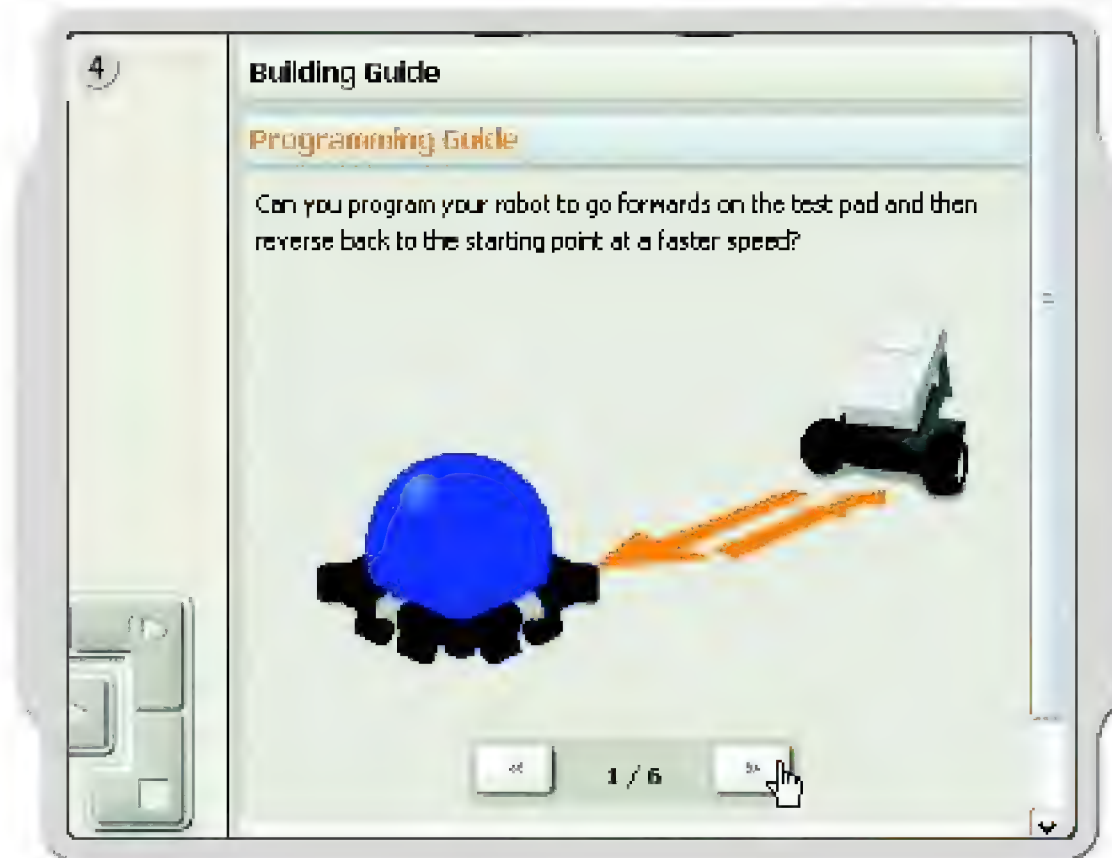 4
Building Guide
Programming Guide
Can you program your robot to go forwards on the test pad and then
reverse back to the starting point at a faster speed?
<< 1 / 6 >>